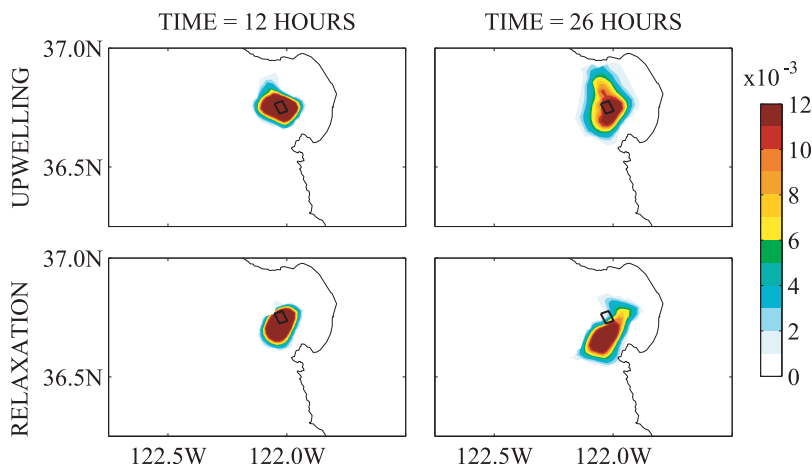 TIME = 12 HOURS
TIME = 26 HOURS
UPWELLING
RELAXATION
37.0N
36.5N
37.0N
36.5N
122.5W
122.0W
122.5W
122.0W
x10⁻³
12
10
8
6
4
2
0